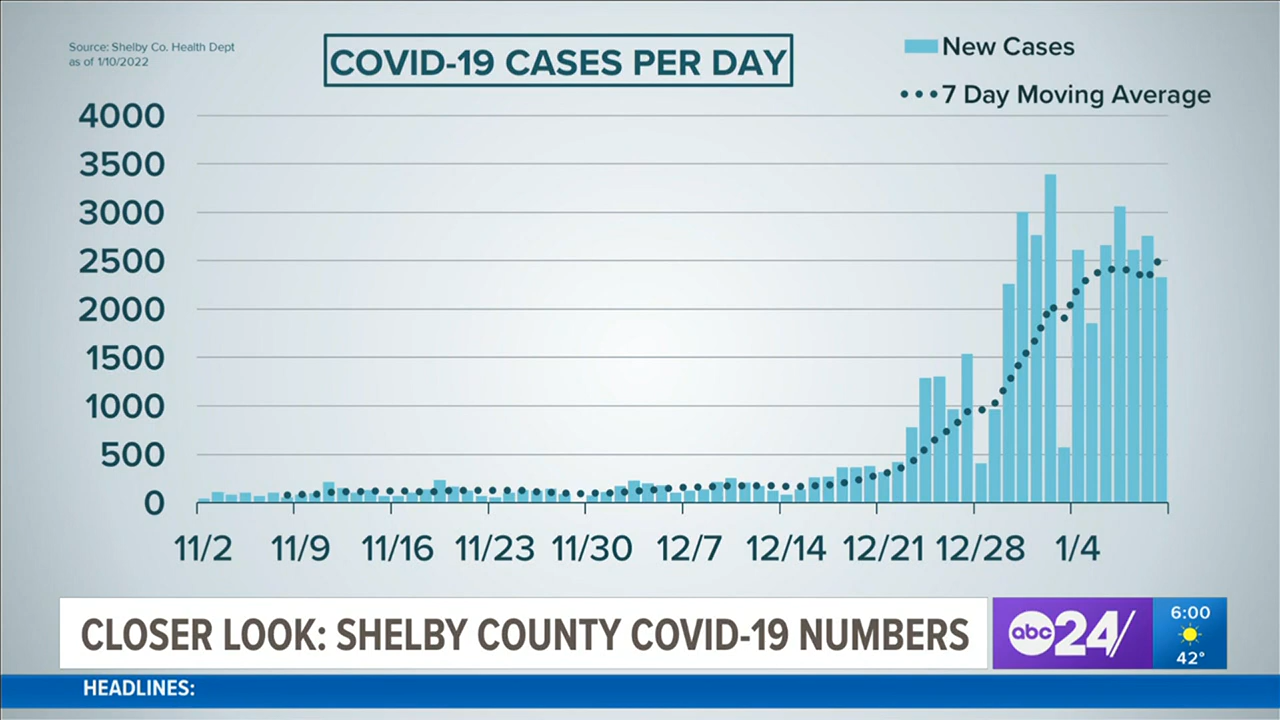 Source: Shelby Co. Health Dept
as of 1/10/2022
COVID-19 CASES PER DAY
New Cases
7 Day Moving Average
4000
3500
3000
2500
2000
1500
1000
500
0
11/2 11/9 11/16 11/23 11/30 12/7 12/14 12/21 12/28 1/4
CLOSER LOOK: SHELBY COUNTY COVID-19 NUMBERS
abc 24/
6:00
42°
HEADLINES: